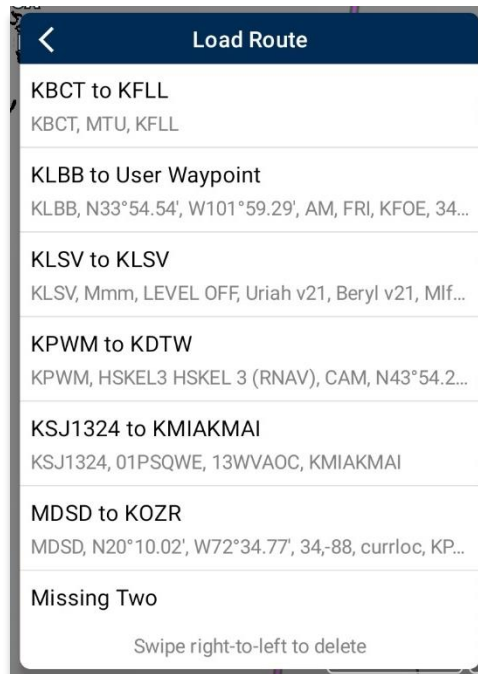 Load Route
KBCT to KFLL
KBCT, MTU, KFLL
KLBB to User Waypoint
KLBB, N33°54.54', W101°59.29', AM, FRI, KFOE, 34...
KLSV to KLSV
KLSV, Mmm, LEVEL OFF, Uriah v21, Beryl v21, Mlf...
KPWM to KDTW
KPWM, HSKEL3 HSKEL 3 (RNAV), CAM, N43°54.2...
KSJ1324 to KMIAKMAI
KSJ1324, 01PSQWE, 13WVAOC, KMIAKMAI
MDSD to KOZR
MDSD, N20°10.02', W72°34.77', 34,-88, currloc, KP...
Missing Two
Swipe right-to-left to delete